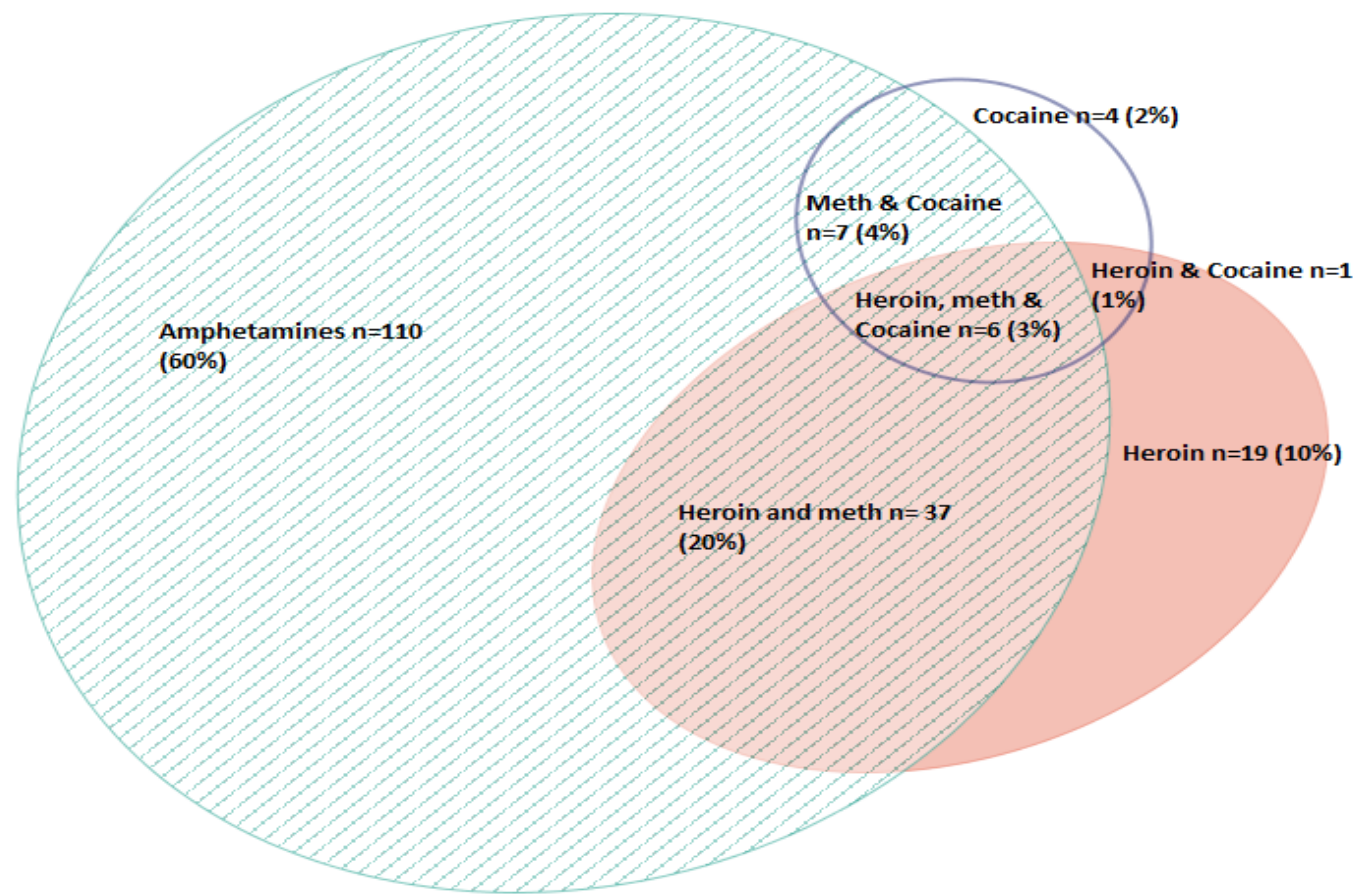 Cocaine n=4 (2%)
Meth & Cocaine
n=7 (4%)
Heroin & Cocaine n=1
(1%)
Heroin, meth &
Cocaine n=6 (3%)
Amphetamines n=110
(60%)
Heroin n=19 (10%)
Heroin and meth n= 37
(20%)